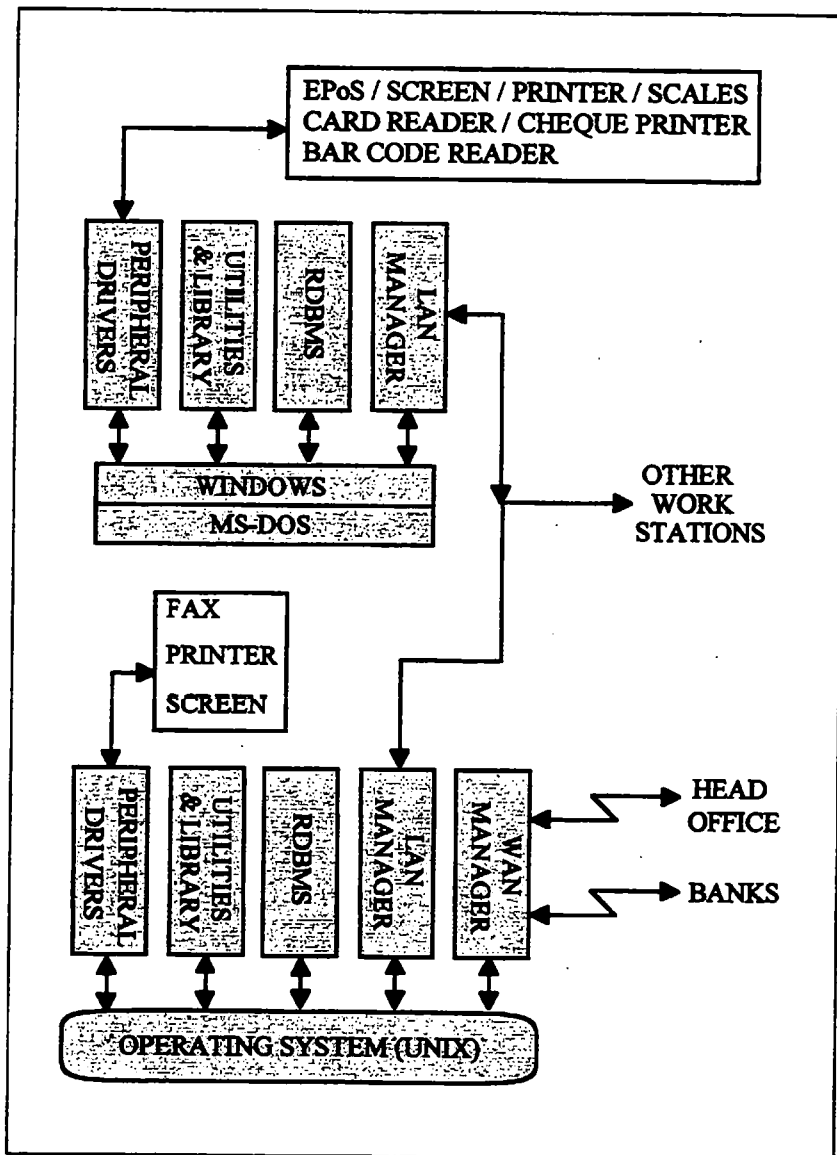 EPoS / SCREEN / PRINTER / SCALES
CARD READER / CHEQUE PRINTER
BAR CODE READER
PERIPHERAL
DRIVERS
UTILITIES
& LIBRARY
RDBMS
LAN
MANAGER
WINDOWS
MS-DOS
OTHER
WORK
STATIONS
FAX
PRINTER
SCREEN
PERIPHERAL
DRIVERS
UTILITIES
& LIBRARY
RDBMS
LAN
MANAGER
WAN
MANAGER
HEAD
OFFICE
BANKS
OPERATING SYSTEM (UNIX)